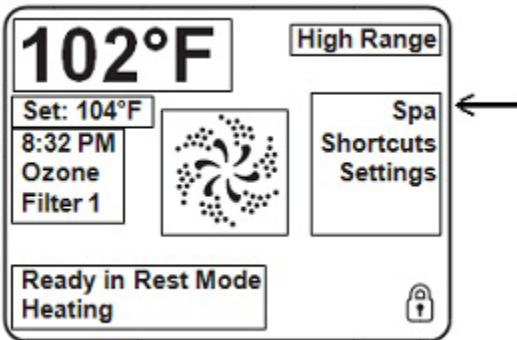 102°F
High Range
Set: 104°F
8:32 PM
Ozone
Filter 1
Spa
Shortcuts
Settings
Ready in Rest Mode
Heating